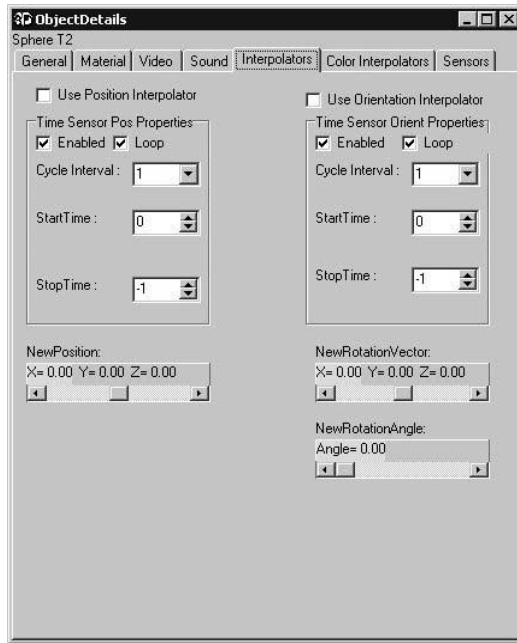 ObjectDetails
Sphere T2
General Material Video Sound Interpolators Color Interpolators Sensors
Use Position Interpolator
Time Sensor Pos Properties
Enabled Loop
Cycle Interval : 1
StartTime : 0
StopTime : -1
NewPosition:
X= 0.00 Y= 0.00 Z= 0.00
Use Orientation Interpolator
Time Sensor Orient Properties
Enabled Loop
Cycle Interval : 1
StartTime : 0
StopTime : -1
NewRotationVector:
X= 0.00 Y= 0.00 Z= 0.00
NewRotationAngle:
Angle= 0.00